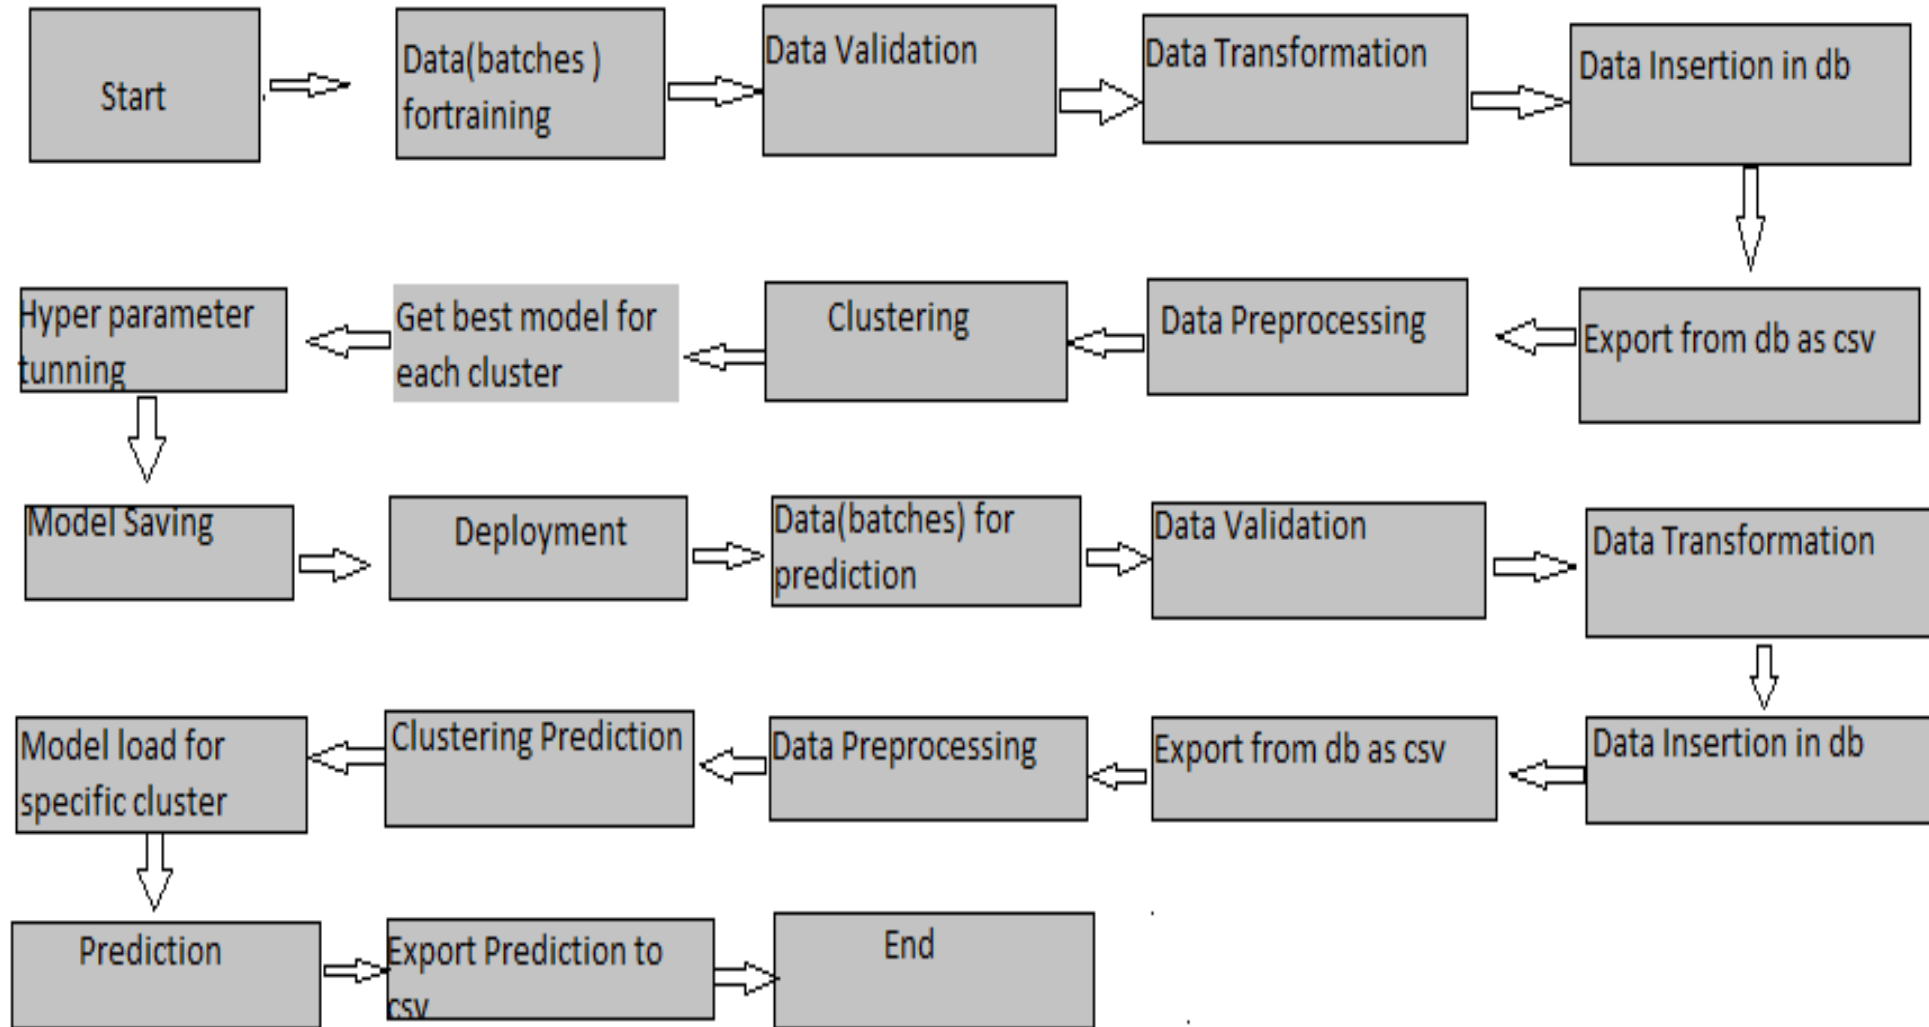 Start
Data(batches )
fortraining
Data Validation
Data Transformation
Data Insertion in db
Export from db as csv
Data Preprocessing
Clustering
Get best model for
each cluster
Hyper parameter
tunning
Model Saving
Deployment
Data(batches) for
prediction
Data Validation
Data Transformation
Data Insertion in db
Export from db as csv
Data Preprocessing
Clustering Prediction
Model load for
specific cluster
Prediction
Export Prediction to
csv
End